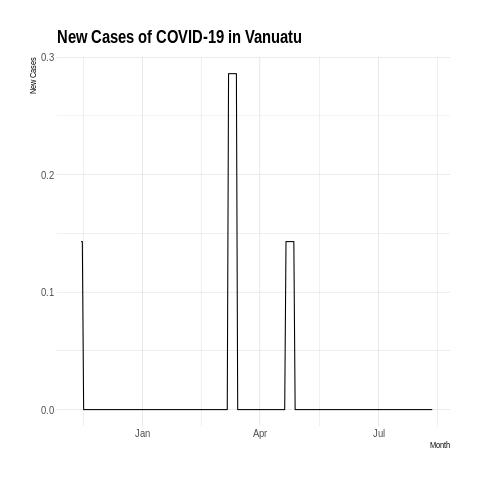 New Cases of COVID-19 in Vanuatu
New Cases
0.3
0.2
0.1
0.0
Jan Apr Jul
Month